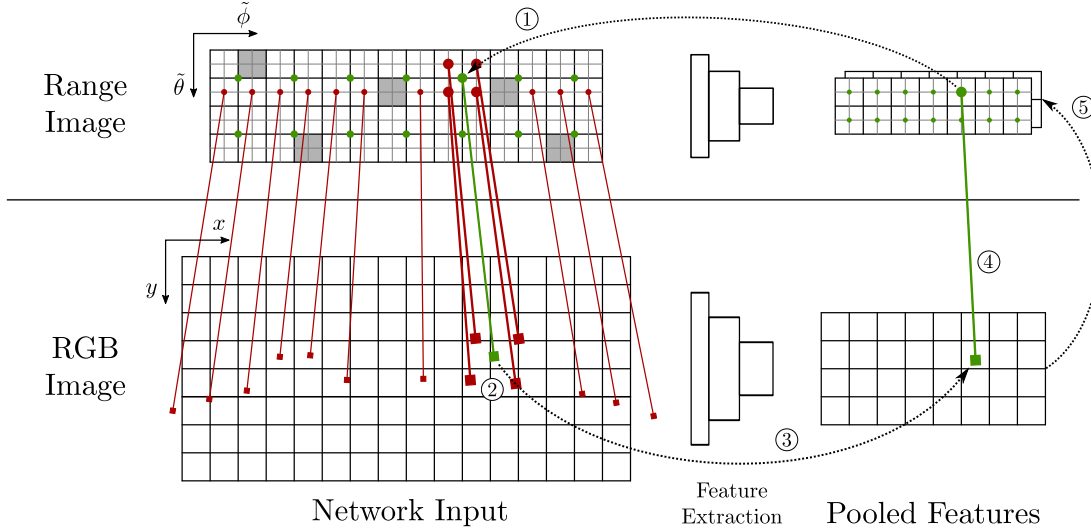 ϕ̃
①
θ̃
Range
Image
⑤
x
y
④
RGB
Image
②
③
Network Input
Feature
Extraction
Pooled Features